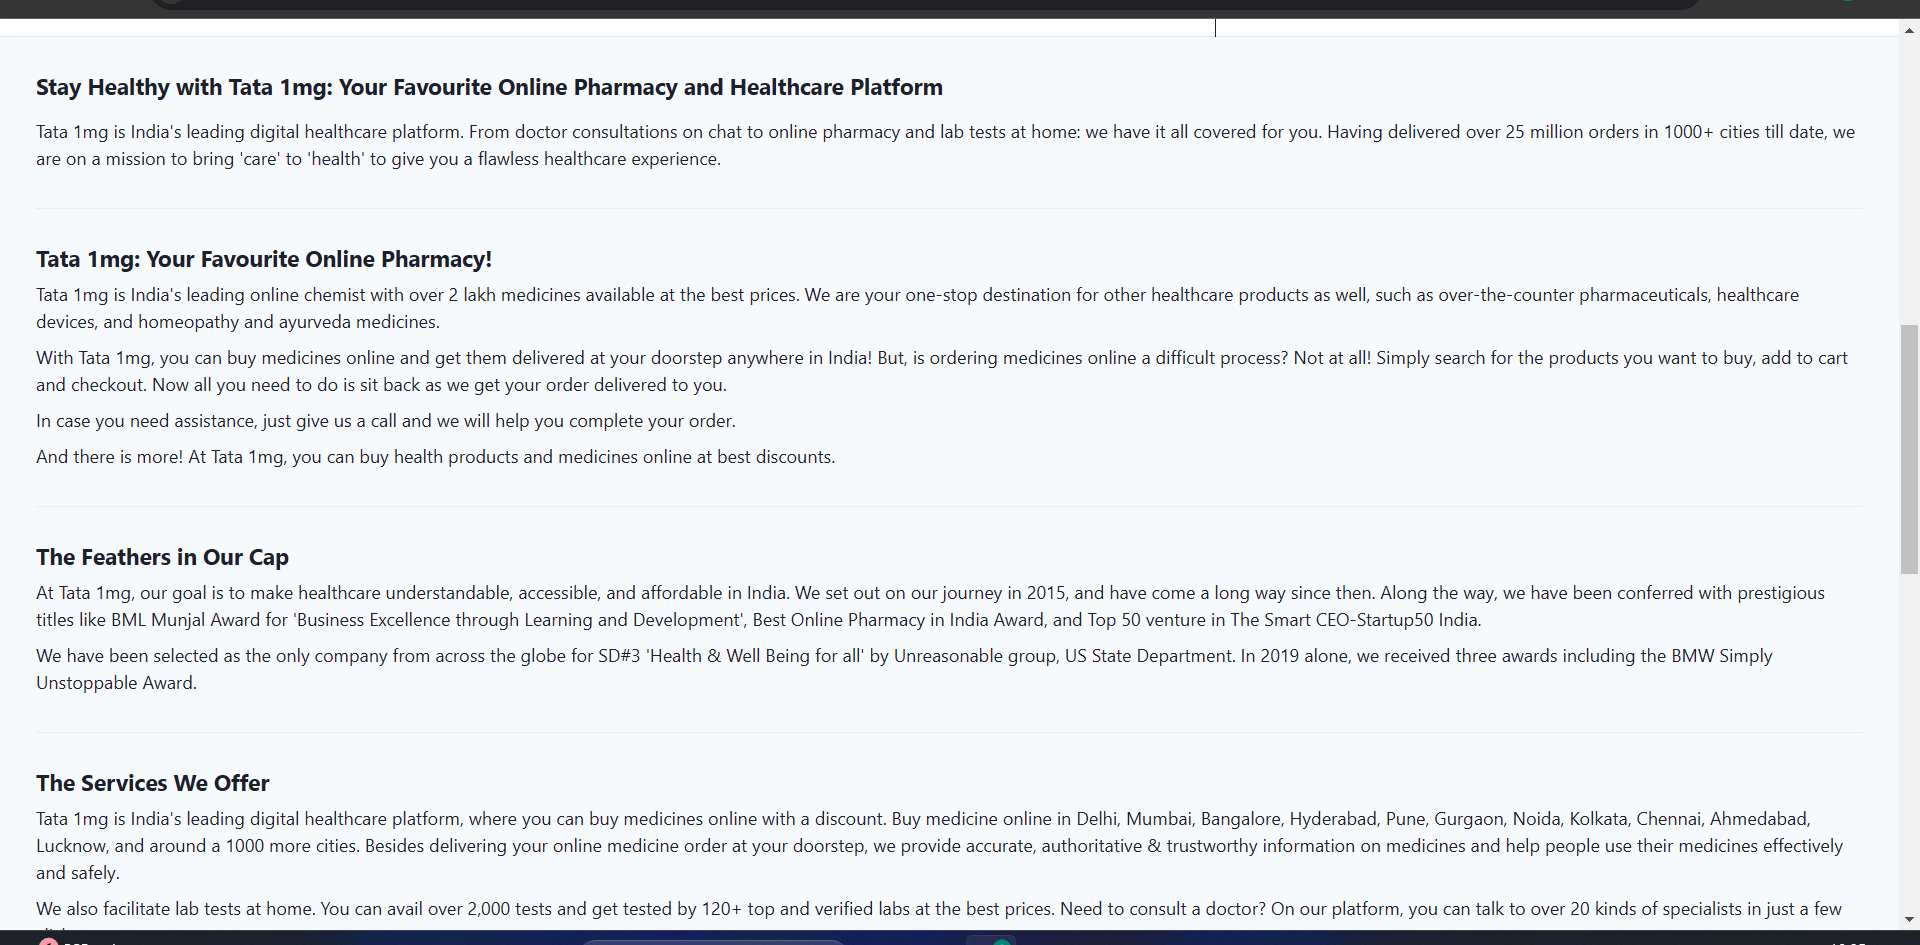 Stay Healthy with Tata 1mg: Your Favourite Online Pharmacy and Healthcare Platform
Tata 1mg is India's leading digital healthcare platform. From doctor consultations on chat to online pharmacy and lab tests at home: we have it all covered for you. Having delivered over 25 million orders in 1000+ cities till date, we
are on a mission to bring 'care' to 'health' to give you a flawless healthcare experience.
Tata 1mg: Your Favourite Online Pharmacy!
Tata 1mg is India's leading online chemist with over 2 lakh medicines available at the best prices. We are your one-stop destination for other healthcare products as well, such as over-the-counter pharmaceuticals, healthcare
devices, and homeopathy and ayurveda medicines.
With Tata 1mg, you can buy medicines online and get them delivered at your doorstep anywhere in India! But, is ordering medicines online a difficult process? Not at all! Simply search for the products you want to buy, add to cart
and checkout. Now all you need to do is sit back as we get your order delivered to you.
In case you need assistance, just give us a call and we will help you complete your order.
And there is more! At Tata 1mg, you can buy health products and medicines online at best discounts.
The Feathers in Our Cap
At Tata 1mg, our goal is to make healthcare understandable, accessible, and affordable in India. We set out on our journey in 2015, and have come a long way since then. Along the way, we have been conferred with prestigious
titles like BML Munjal Award for 'Business Excellence through Learning and Development', Best Online Pharmacy in India Award, and Top 50 venture in The Smart CEO-Startup50 India.
We have been selected as the only company from across the globe for SD#3 'Health & Well Being for all' by Unreasonable group, US State Department. In 2019 alone, we received three awards including the BMW Simply
Unstoppable Award.
The Services We Offer
Tata 1mg is India's leading digital healthcare platform, where you can buy medicines online with a discount. Buy medicine online in Delhi, Mumbai, Bangalore, Hyderabad, Pune, Gurgaon, Noida, Kolkata, Chennai, Ahmedabad,
Lucknow, and around a 1000 more cities. Besides delivering your online medicine order at your doorstep, we provide accurate, authoritative & trustworthy information on medicines and help people use their medicines effectively
and safely.
We also facilitate lab tests at home. You can avail over 2,000 tests and get tested by 120+ top and verified labs at the best prices. Need to consult a doctor? On our platform, you can talk to over 20 kinds of specialists in just a few